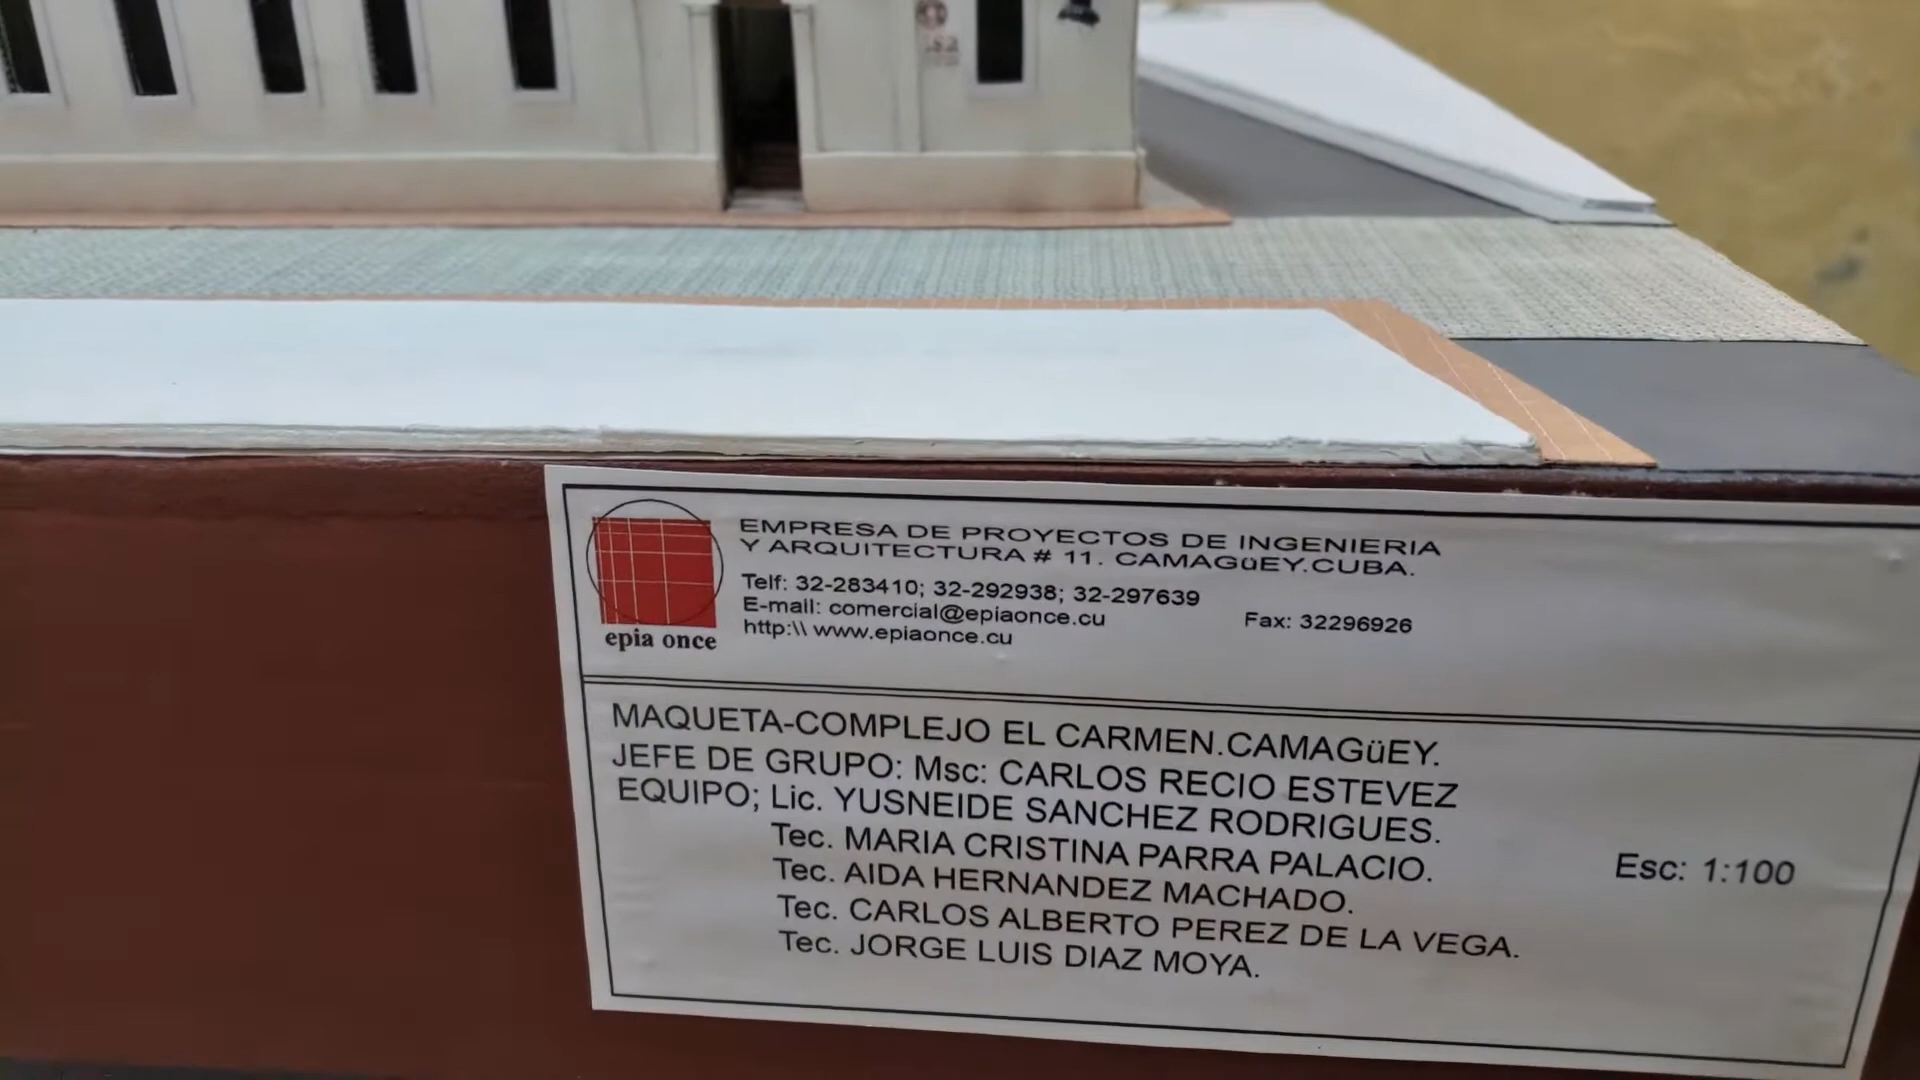 EMPRESA DE PROYECTOS DE INGENIERIA
Y ARQUITECTURA # 11. CAMAGüEY.CUBA.
Telf: 32-283410; 32-292938; 32-297639
E-mail: comercial@epiaonce.cu
Fax: 32296926
http:\\ www.epiaonce.cu
epia once
MAQUETA-COMPLEJO EL CARMEN.CAMAGüEY.
JEFE DE GRUPO: Msc: CARLOS RECIO ESTEVEZ
EQUIPO; Lic. YUSNEIDE SANCHEZ RODRIGUES.
Tec. MARIA CRISTINA PARRA PALACIO.
Esc: 1:100
Tec. AIDA HERNANDEZ MACHADO.
Tec. CARLOS ALBERTO PEREZ DE LA VEGA.
Tec. JORGE LUIS DIAZ MOYA.